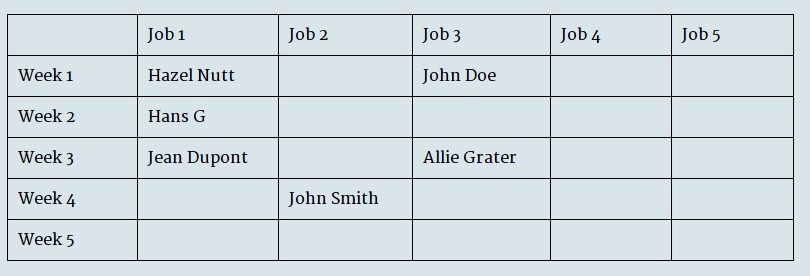 Job 1 Job 2 Job 3 Job 4 Job 5
Week 1 Hazel Nutt John Doe
Week 2 Hans G
Week 3 Jean Dupont Allie Grater
Week 4 John Smith
Week 5